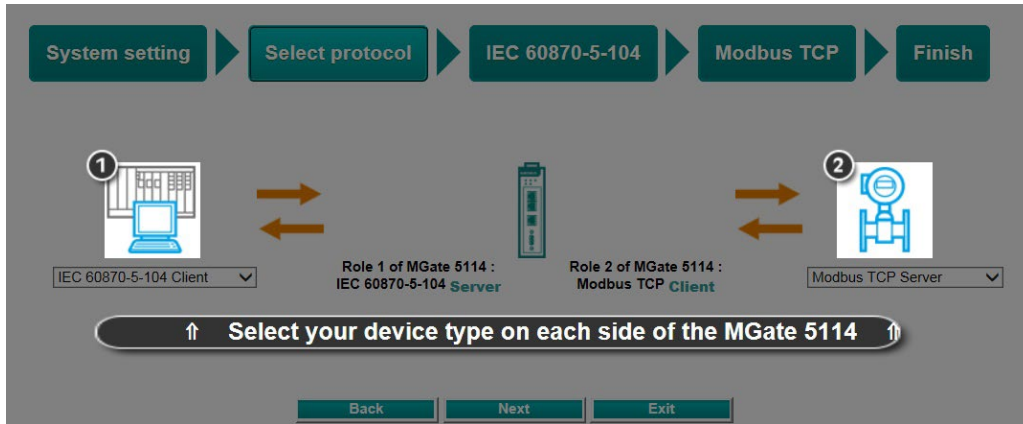 System setting
Select protocol
IEC 60870-5-104
Modbus TCP
Finish
1
2
IEC 60870-5-104 Client
Role 1 of MGate 5114 :
IEC 60870-5-104 Server
Role 2 of MGate 5114 :
Modbus TCP Client
Modbus TCP Server
⇑ Select your device type on each side of the MGate 5114 ⇑
Back
Next
Exit